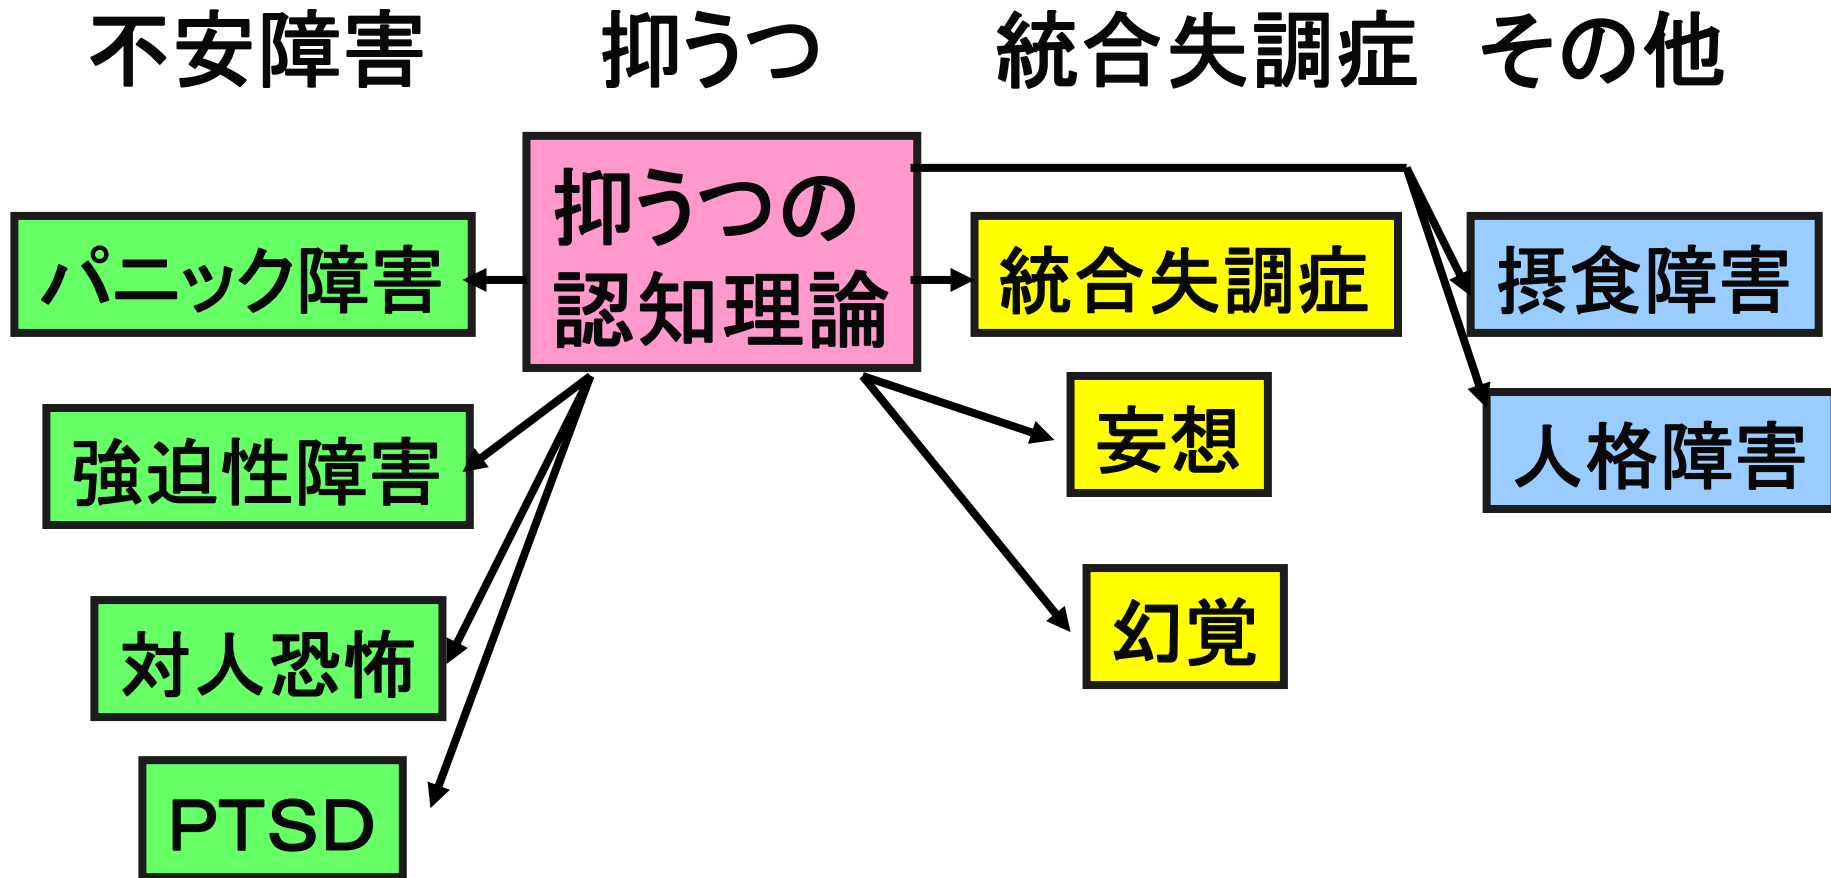 不安障害
抑うつ
統合失調症
その他
抑うつの
認知理論
パニック障害
統合失調症
摂食障害
強迫性障害
妄想
人格障害
対人恐怖
幻覚
PTSD